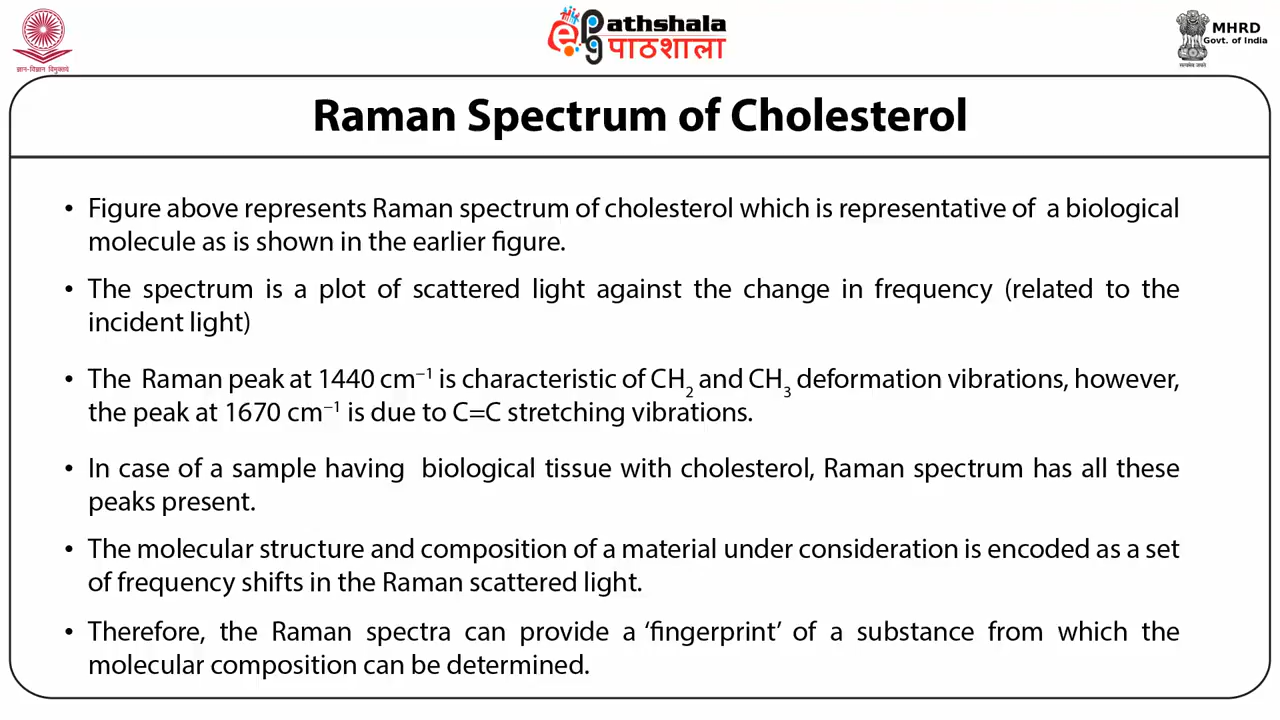 ज्ञान-विज्ञान विमुक्तये
ePG Pathshala
पाठशाला
MHRD
Govt. of India
सत्यमेव जयते
Raman Spectrum of Cholesterol
• Figure above represents Raman spectrum of cholesterol which is representative of a biological
molecule as is shown in the earlier figure.
• The spectrum is a plot of scattered light against the change in frequency (related to the
incident light)
• The Raman peak at 1440 cm⁻¹ is characteristic of CH₂ and CH₃ deformation vibrations, however,
the peak at 1670 cm⁻¹ is due to C=C stretching vibrations.
• In case of a sample having biological tissue with cholesterol, Raman spectrum has all these
peaks present.
• The molecular structure and composition of a material under consideration is encoded as a set
of frequency shifts in the Raman scattered light.
• Therefore, the Raman spectra can provide a ‘fingerprint’ of a substance from which the
molecular composition can be determined.